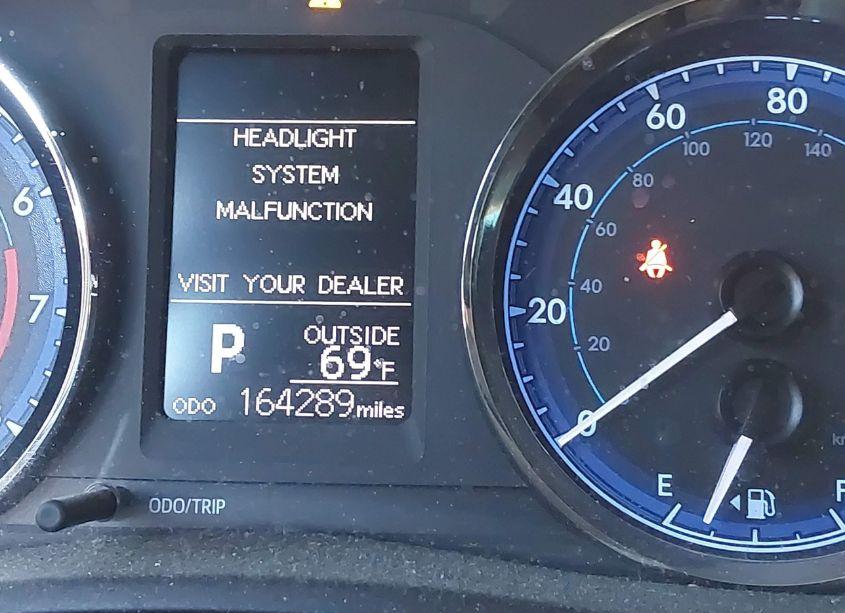 HEADLIGHT
SYSTEM
MALFUNCTION
VISIT YOUR DEALER
P
OUTSIDE
69°F
ODO 164289 miles
ODO/TRIP
6
7
0
20
40
60
80
20
40
60
80
100
120
140
E
F